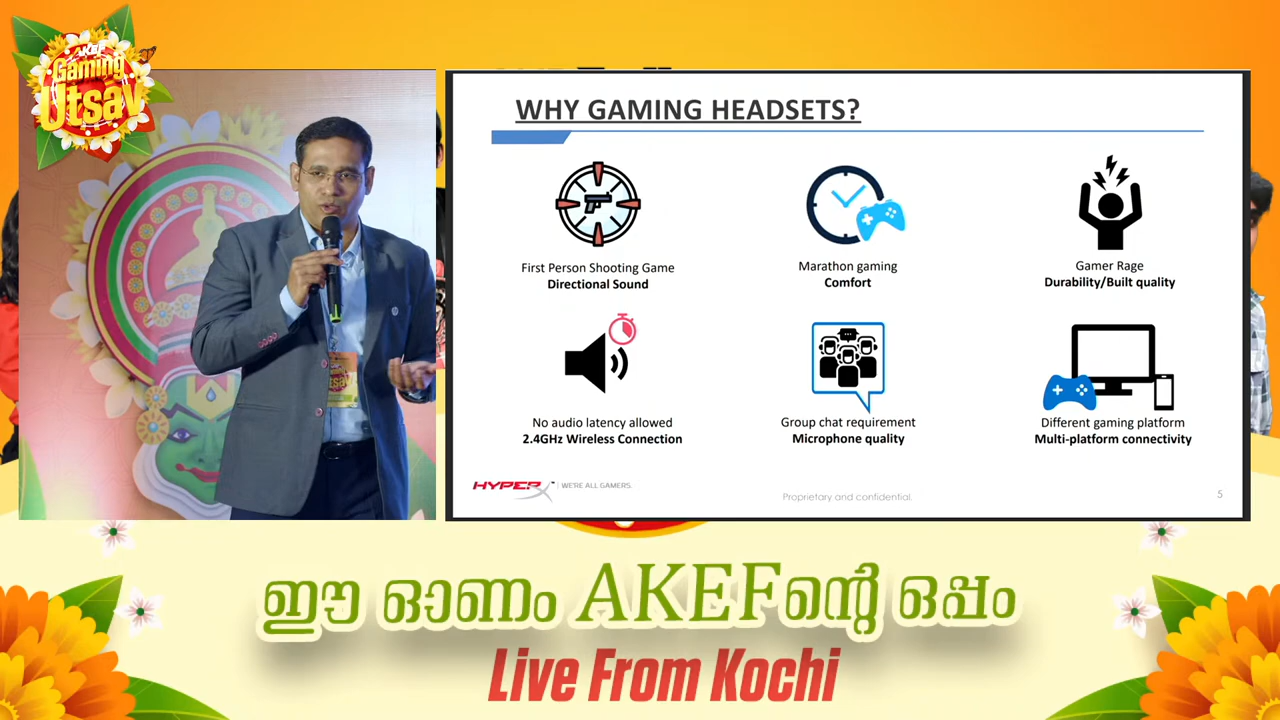 AKEF
Gaming
Utsav
WHY GAMING HEADSETS?
First Person Shooting Game
Directional Sound
Marathon gaming
Comfort
Gamer Rage
Durability/Built quality
No audio latency allowed
2.4GHz Wireless Connection
Group chat requirement
Microphone quality
Different gaming platform
Multi-platform connectivity
HYPERX™ | WE'RE ALL GAMERS.
Proprietary and confidential.
5
ഈ ഓണം AKEFന്റെ ഒപ്പം
Live From Kochi